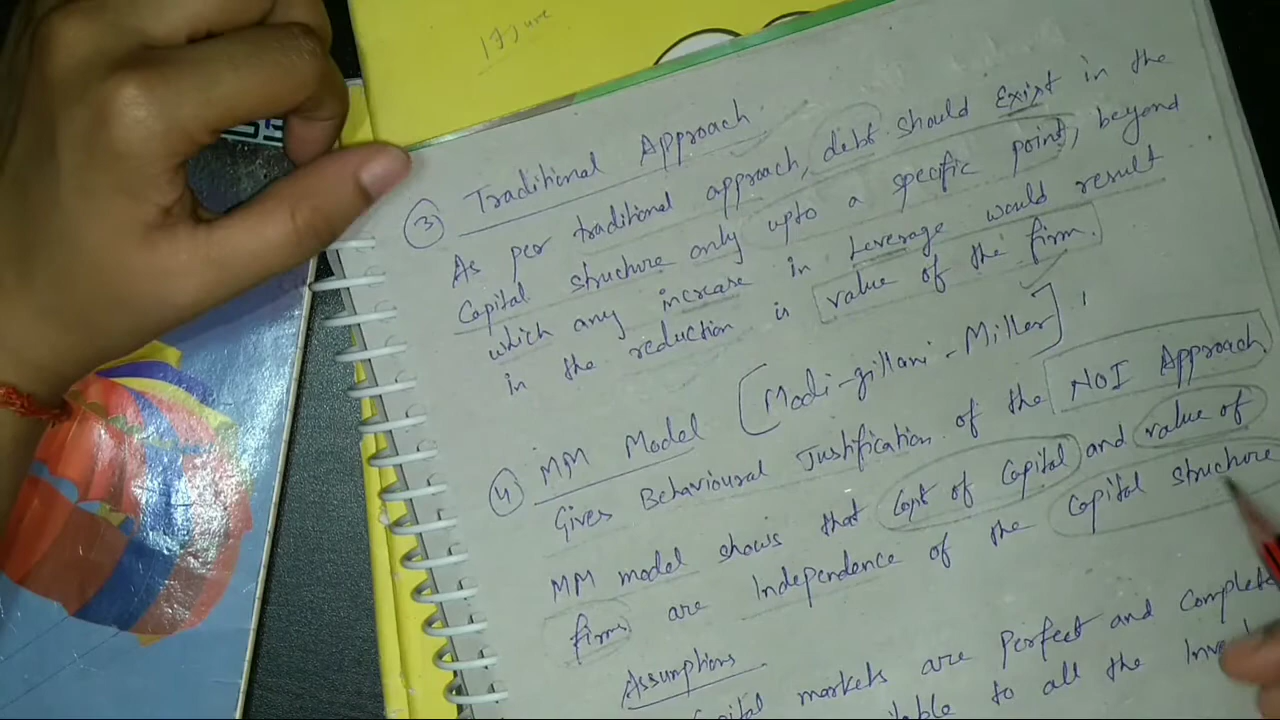 Figure
③ Traditional Approach
As per traditional approach, debt should Exist in the
Capital structure only upto a specific point, beyond
which any increase in Leverage would result
in the reduction is value of the firm.
④ MM Model [Modi-gillani-Miller]
Gives Behavioural Justification of the NOI Approach.
MM model shows that Cost of Capital and value of
firm are Independence of the Capital structure
Assumptions
markets are Perfect and Complete
to all the